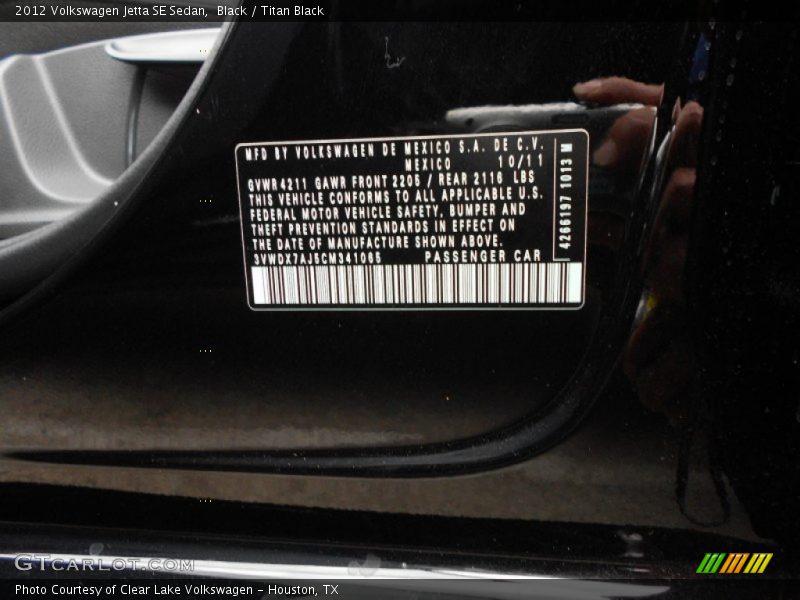 2012 Volkswagen Jetta SE Sedan,  Black / Titan Black
MFD BY VOLKSWAGEN DE MEXICO S.A. DE C.V.
MEXICO 10/11
GVWR 4211 GAWR FRONT 2205 / REAR 2116 LBS
THIS VEHICLE CONFORMS TO ALL APPLICABLE U.S.
FEDERAL MOTOR VEHICLE SAFETY, BUMPER AND
THEFT PREVENTION STANDARDS IN EFFECT ON
THE DATE OF MANUFACTURE SHOWN ABOVE.
3VWDX7AJ5CM341065 PASSENGER CAR
4266197 1013 M
GTCARLOT.COM
Photo Courtesy of Clear Lake Volkswagen - Houston, TX